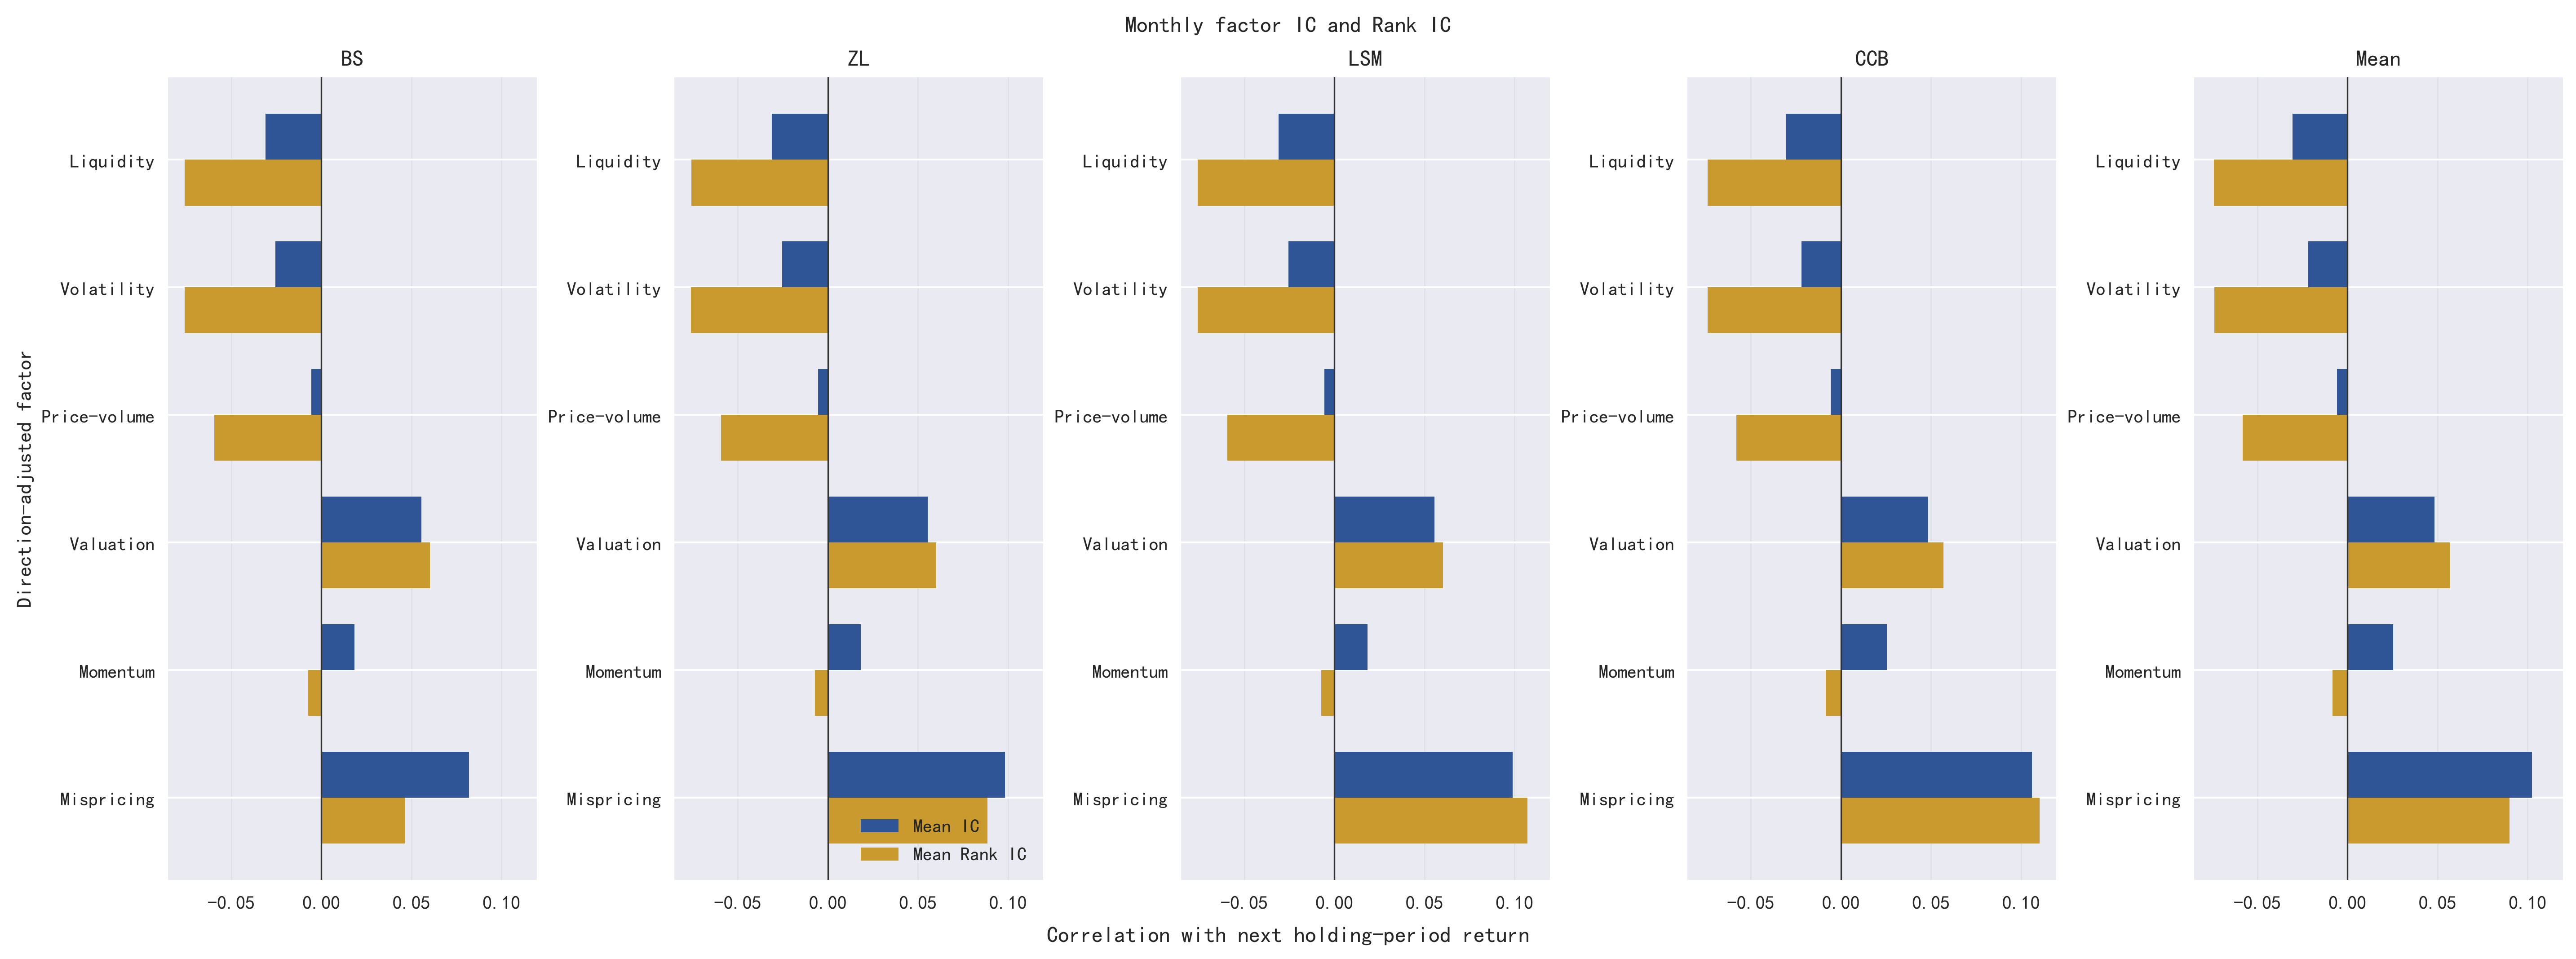 Monthly factor IC and Rank IC
BS
ZL
LSM
CCB
Mean
Direction-adjusted factor
Liquidity
Volatility
Price-volume
Valuation
Momentum
Mispricing
-0.05 0.00 0.05 0.10
Liquidity
Volatility
Price-volume
Valuation
Momentum
Mispricing
Mean IC
Mean Rank IC
-0.05 0.00 0.05 0.10
Liquidity
Volatility
Price-volume
Valuation
Momentum
Mispricing
-0.05 0.00 0.05 0.10
Liquidity
Volatility
Price-volume
Valuation
Momentum
Mispricing
-0.05 0.00 0.05 0.10
Liquidity
Volatility
Price-volume
Valuation
Momentum
Mispricing
-0.05 0.00 0.05 0.10
Correlation with next holding-period return